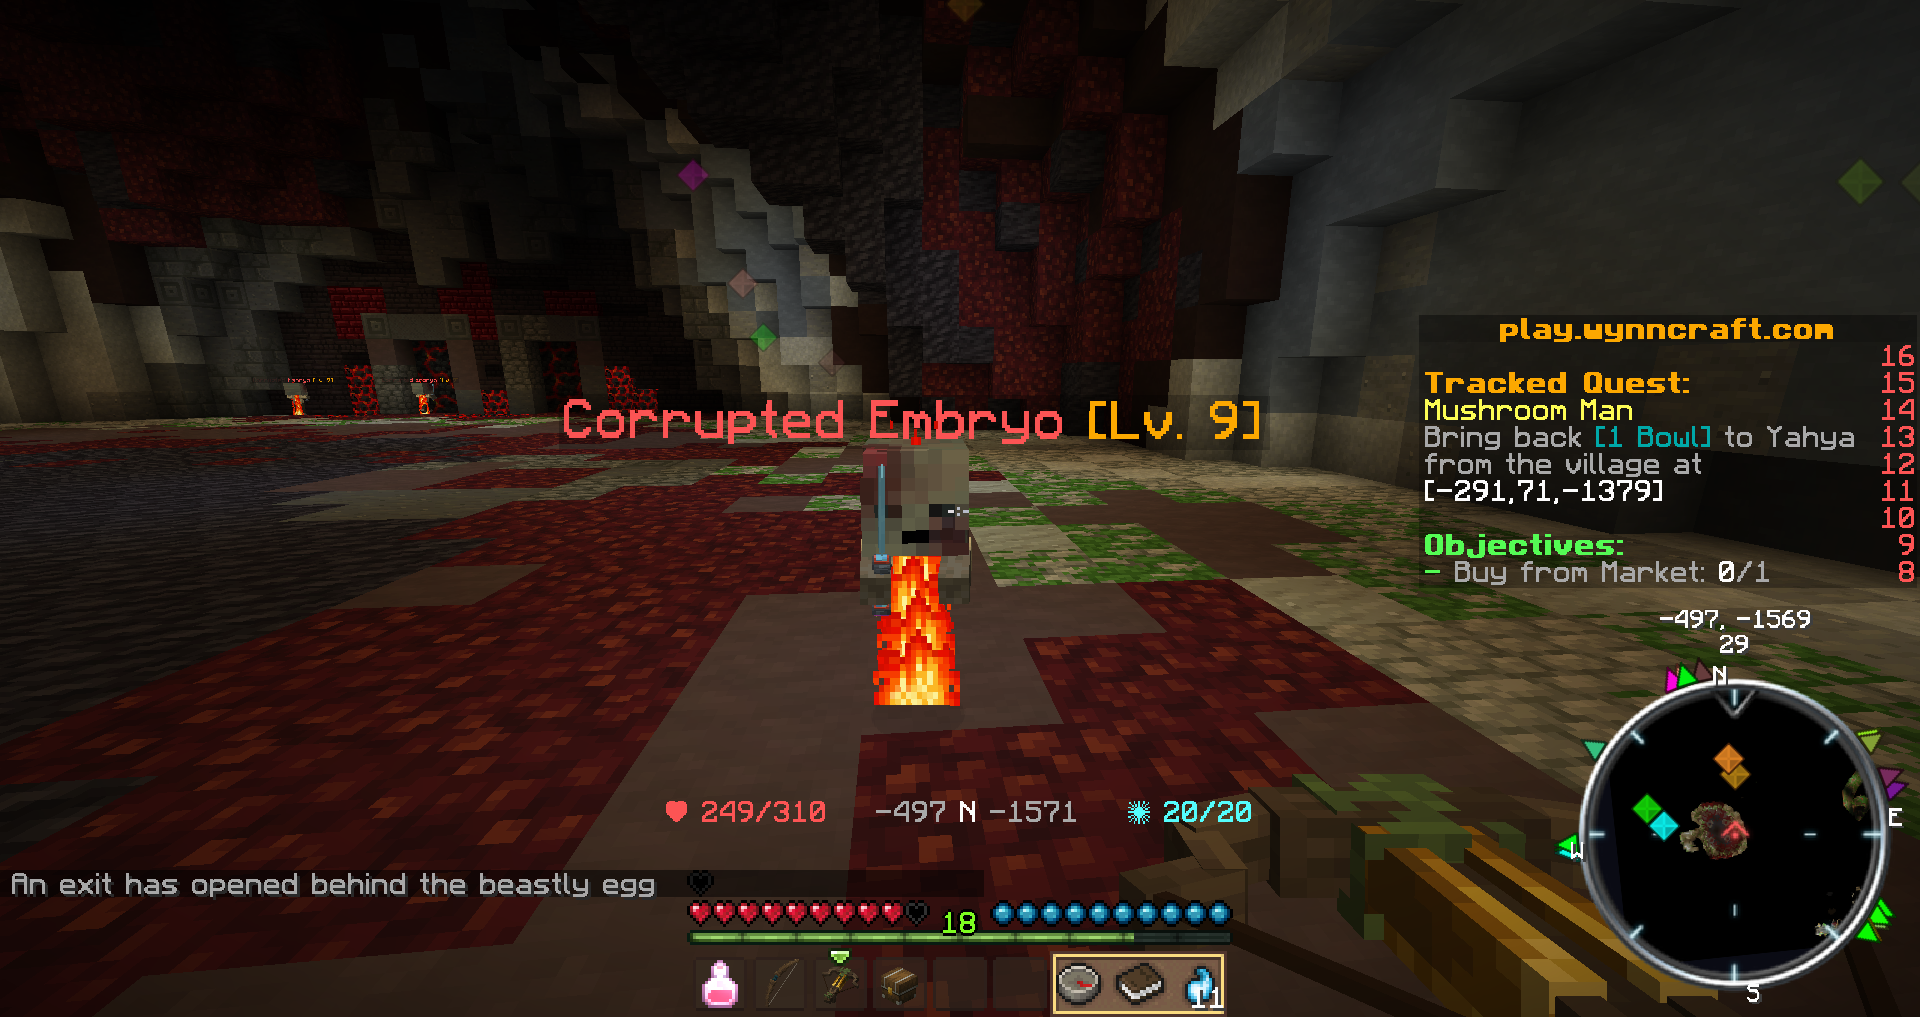 Corrupted Embryo [Lv. 9]
play.wynncraft.com
16
Tracked Quest:
15
Mushroom Man
14
Bring back [1 Bowl] to Yahya
13
from the village at
12
[-291,71,-1379]
11
10
Objectives:
9
- Buy from Market: 0/1
8
-497, -1569
29
N
E
W
S
249/310
-497 N -1571
20/20
An exit has opened behind the beastly egg
18
11